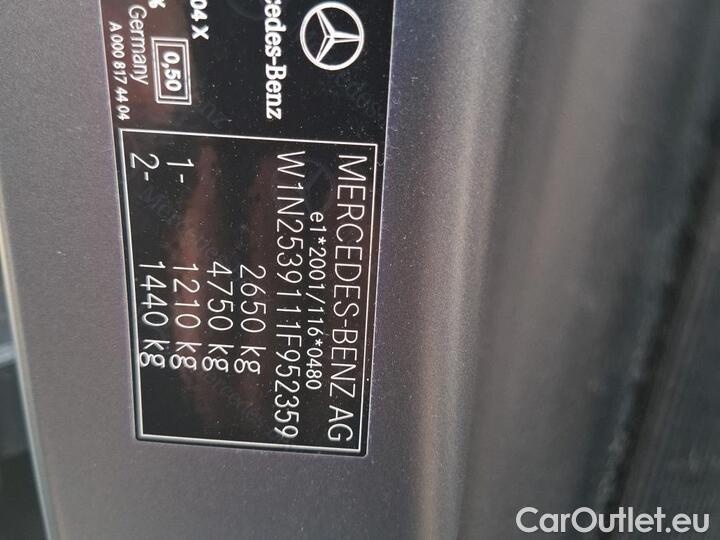 cedes-Benz
04 X
0,50
Germany
A 000 817 44 04
MERCEDES-BENZ AG
e1*2001/116*0480
W1N2539111F952359
2650 kg
4750 kg
1- 1210 kg
2- 1440 kg
CarOutlet.eu